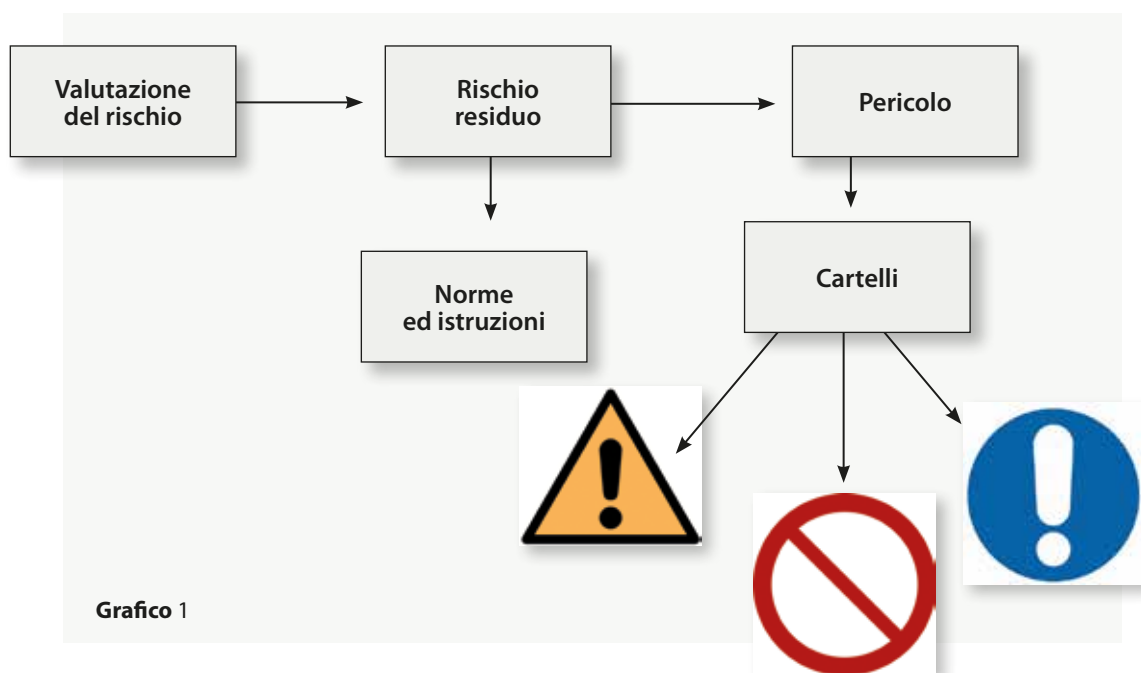 Valutazione
del rischio
Rischio
residuo
Pericolo
Norme
ed istruzioni
Cartelli
Grafico 1